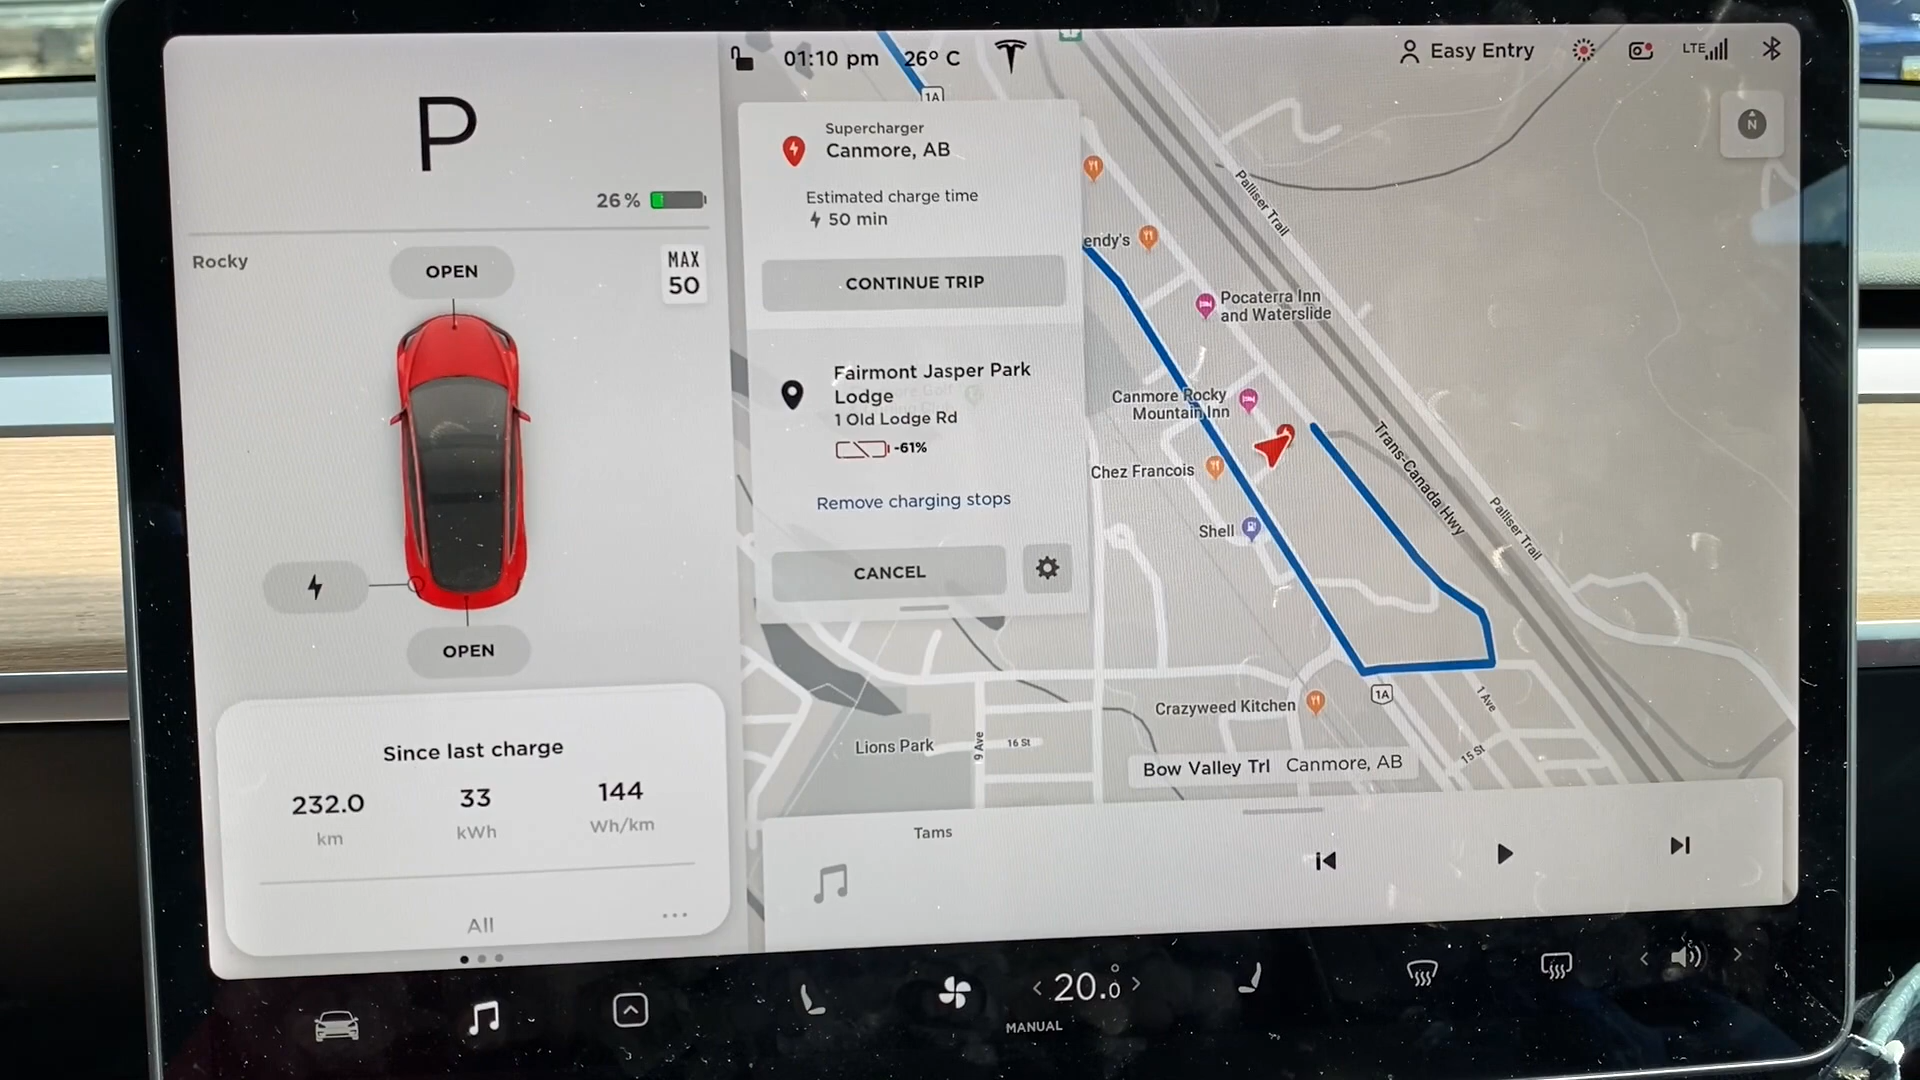 P
26%
Rocky
OPEN
MAX
50
OPEN
Since last charge
232.0
km
33
kWh
144
Wh/km
All
01:10 pm
26° C
Easy Entry
LTE
N
1A
Supercharger
Canmore, AB
Estimated charge time
50 min
CONTINUE TRIP
Fairmont Jasper Park
Lodge
1 Old Lodge Rd
-61%
Remove charging stops
CANCEL
endy's
Palliser Trail
Pocaterra Inn
and Waterslide
Canmore Rocky
Mountain Inn
Chez Francois
Trans-Canada Hwy
Shell
Palliser Trail
1A
1 Ave
Crazyweed Kitchen
Lions Park
9 Ave
16 St
15 St
Bow Valley Trl Canmore, AB
Tams
20.0
MANUAL